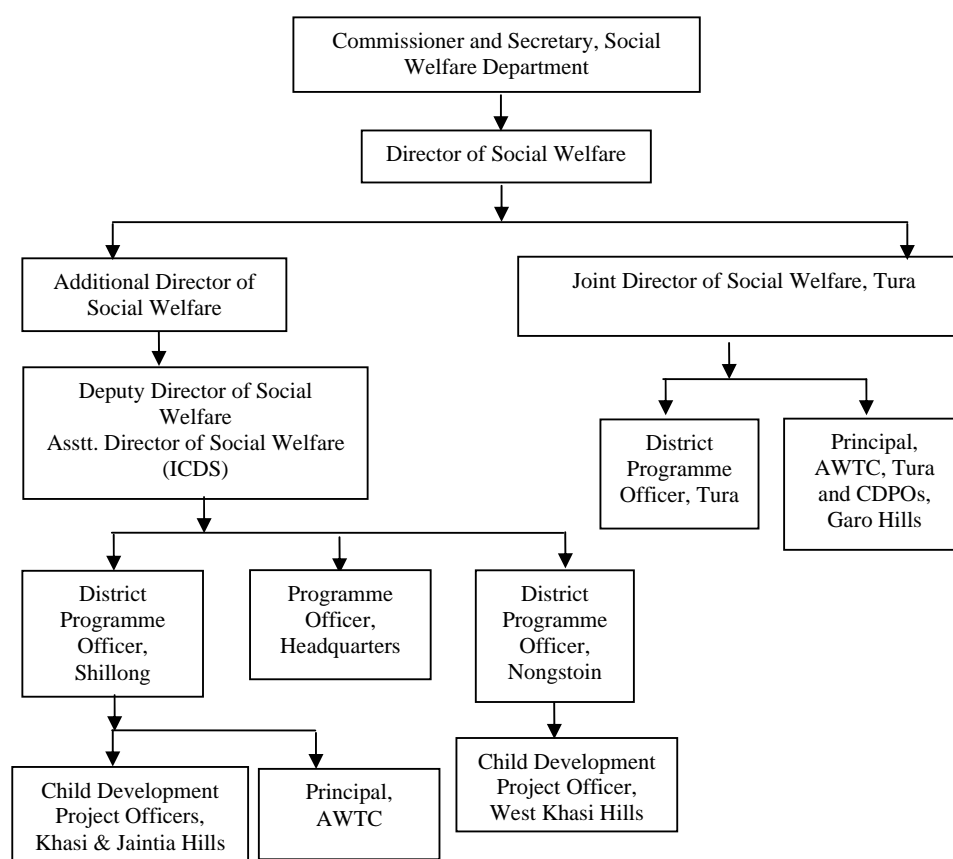 Commissioner and Secretary, Social
Welfare Department
Director of Social Welfare
Additional Director of
Social Welfare
Joint Director of Social Welfare, Tura
Deputy Director of Social
Welfare
Asstt. Director of Social Welfare
(ICDS)
District
Programme
Officer, Tura
Principal,
AWTC, Tura
and CDPOs,
Garo Hills
District
Programme
Officer,
Shillong
Programme
Officer,
Headquarters
District
Programme
Officer,
Nongstoin
Child Development
Project Officers,
Khasi & Jaintia Hills
Principal,
AWTC
Child Development
Project Officer,
West Khasi Hills